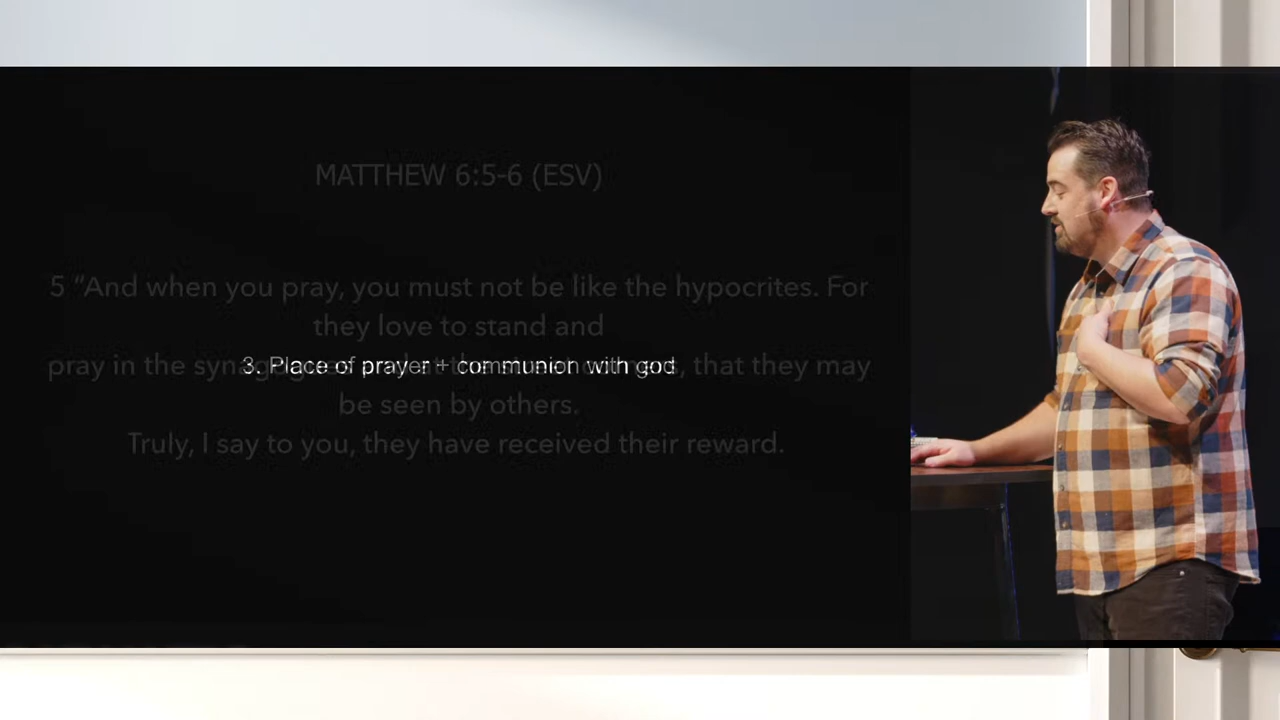 MATTHEW 6:5-6 (ESV)
5 “And when you pray, you must not be like the hypocrites. For
they love to stand and
pray in the that they may
3. Place of prayer + communion with god
be seen by others.
Truly, I say to you, they have received their reward.